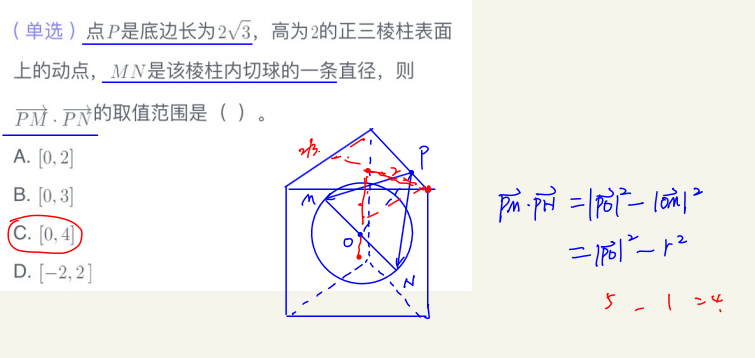 (单选)点P是底边长为2√3，高为2的正三棱柱表面
上的动点，MN是该棱柱内切球的一条直径，则
PM⃗ · PN⃗的取值范围是（ ）。
A. [0,2]
B. [0,3]
C. [0,4]
D. [−2,2]
2√3
P
2
M
O
N
PM⃗·PN⃗ = |PO⃗|² − |OM⃗|²
= |PO⃗|² − r²
5 − 1 = 4